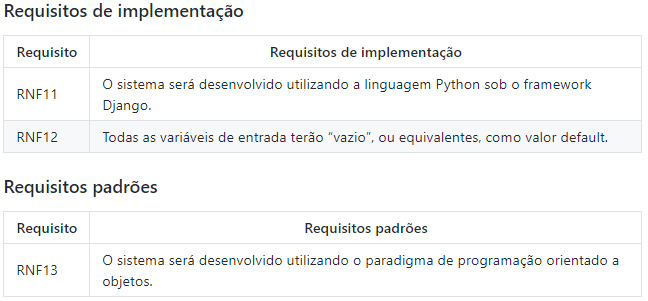 Requisitos de implementação
Requisito Requisitos de implementação
RNF11 O sistema será desenvolvido utilizando a linguagem Python sob o framework
Django.
RNF12 Todas as variáveis de entrada terão “vazio”, ou equivalentes, como valor default.
Requisitos padrões
Requisito Requisitos padrões
RNF13 O sistema será desenvolvido utilizando o paradigma de programação orientado a
objetos.